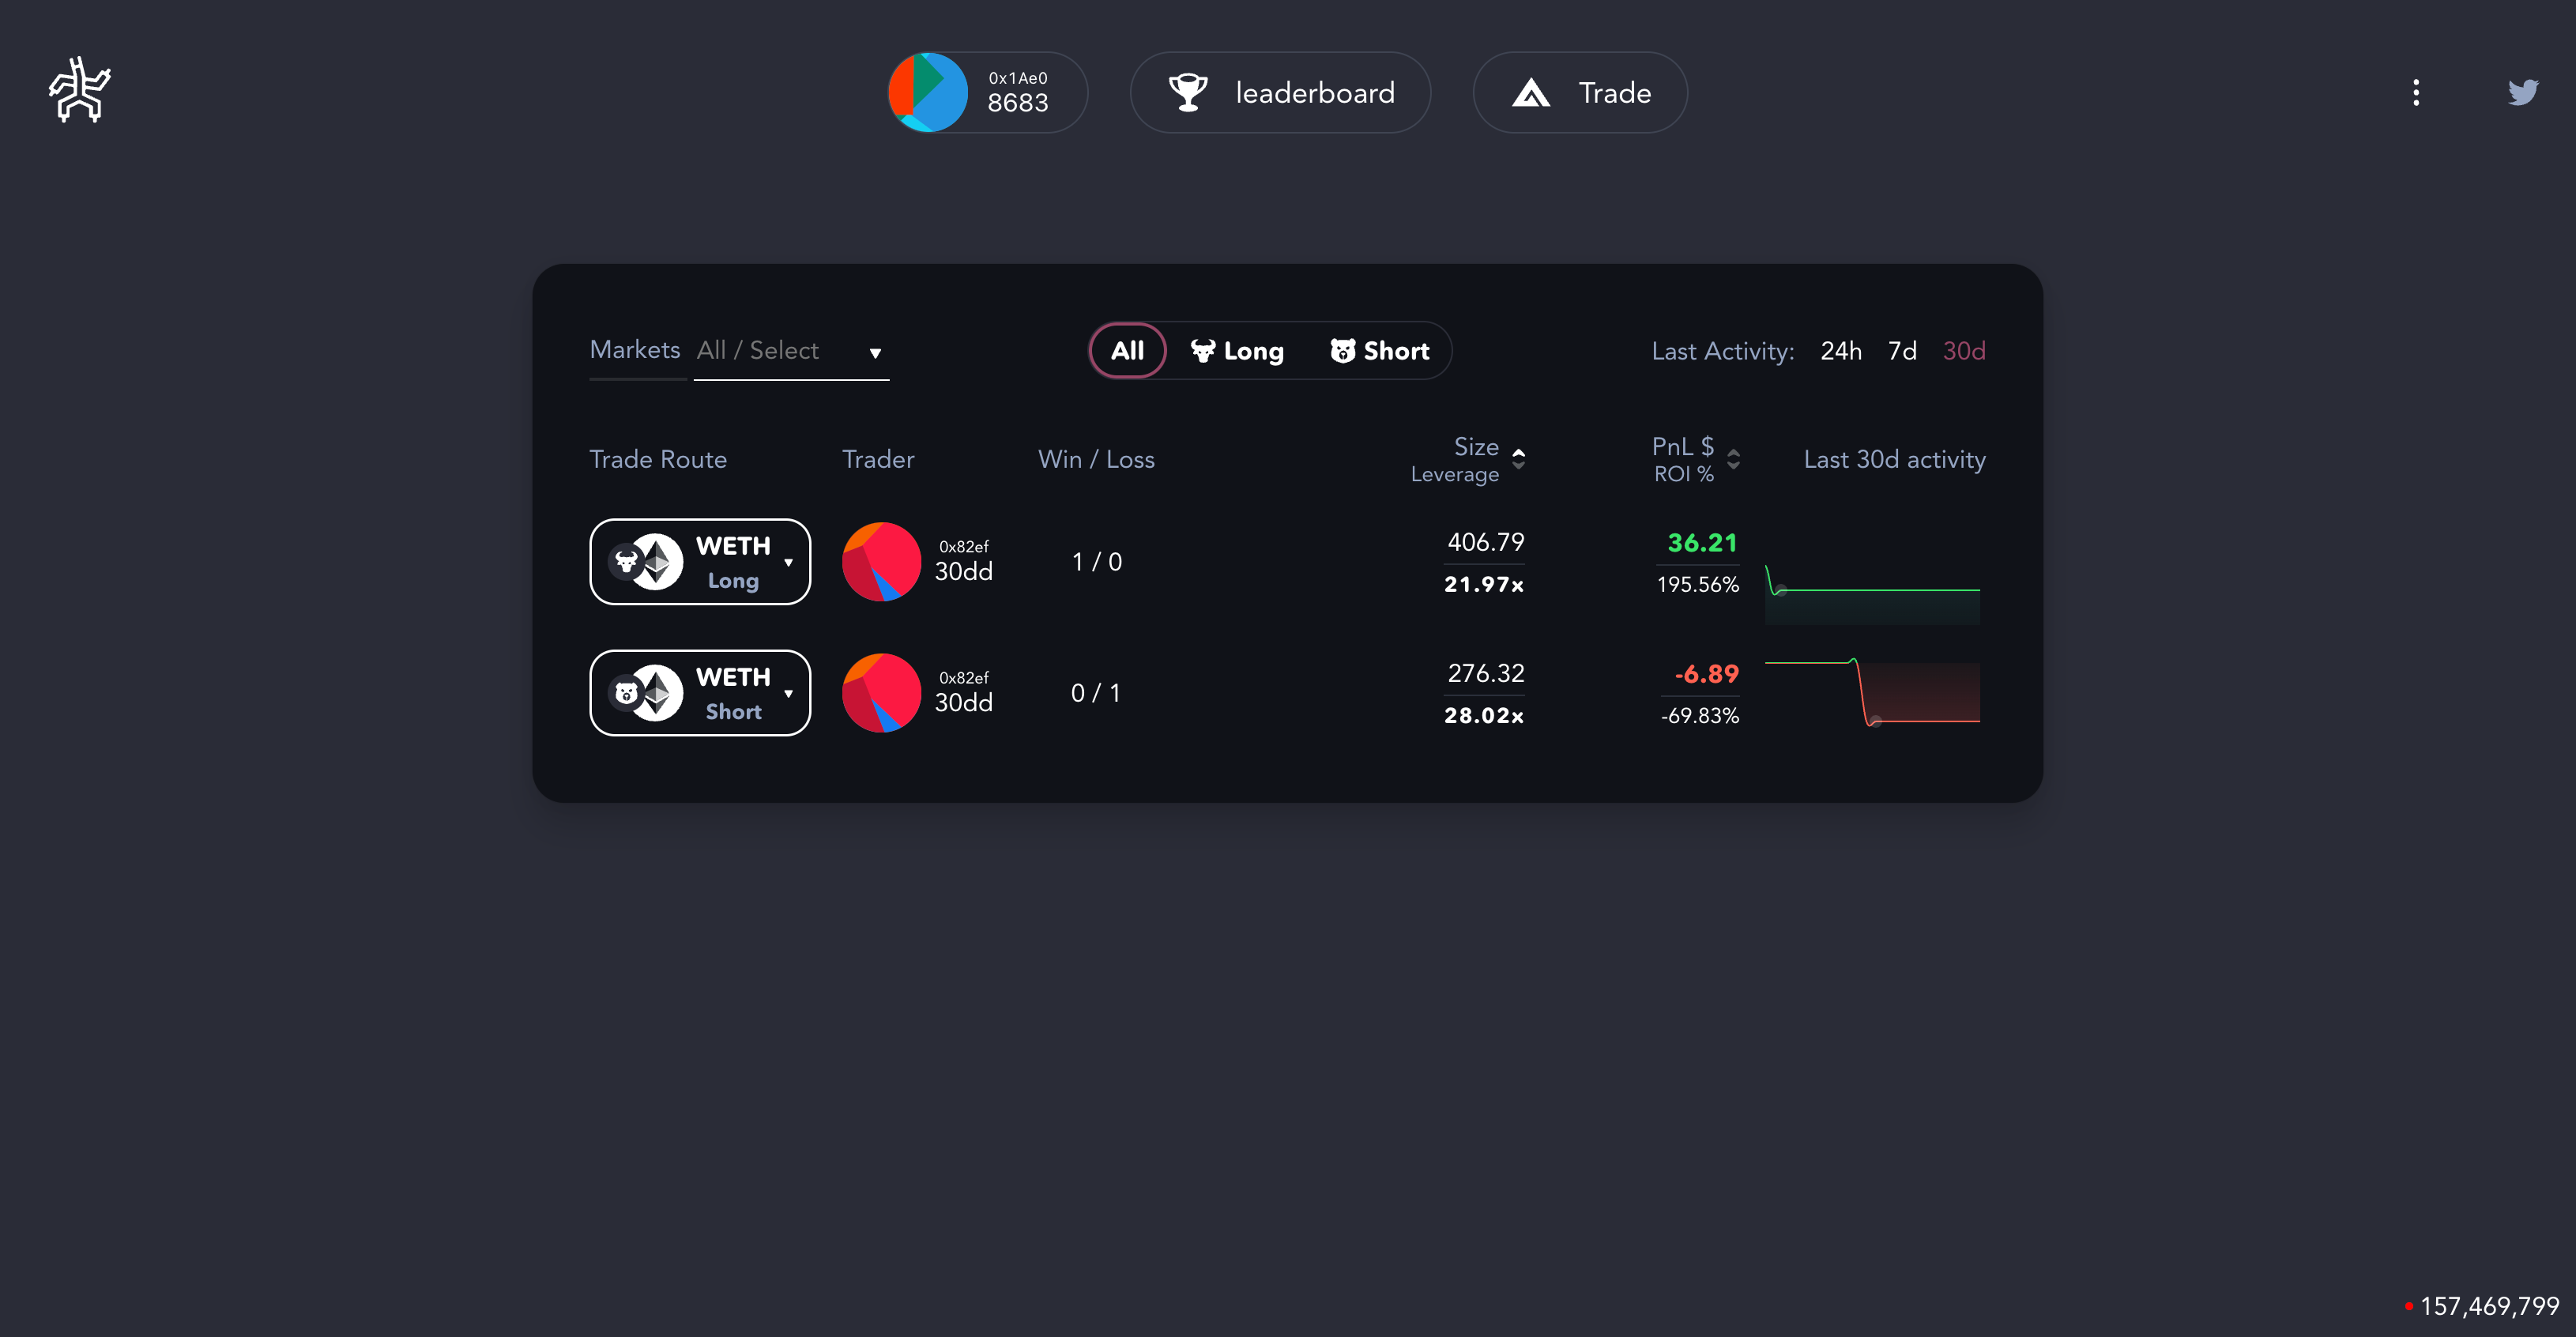 0x1Ae0
8683
leaderboard
Trade
Markets All / Select
All Long Short
Last Activity: 24h 7d 30d
Trade Route
Trader
Win / Loss
Size
Leverage
PnL $
ROI %
Last 30d activity
WETH
Long
0x82ef
30dd
1 / 0
406.79
21.97x
36.21
195.56%
WETH
Short
0x82ef
30dd
0 / 1
276.32
28.02x
-6.89
-69.83%
157,469,799